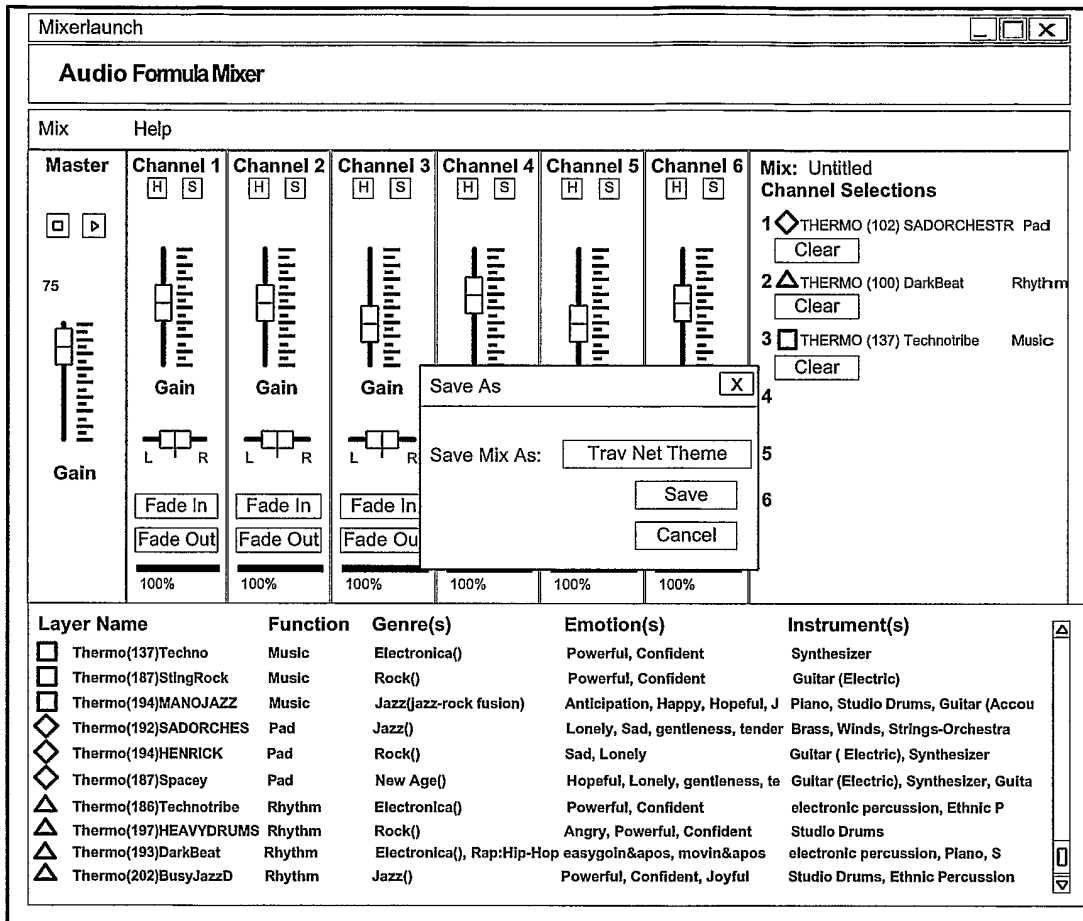 Mixerlaunch
X
Audio Formula Mixer
Mix Help
Master
75
Gain
Channel 1
H S
Gain
L R
Fade In
Fade Out
100%
Channel 2
H S
Gain
L R
Fade In
Fade Out
100%
Channel 3
H S
Gain
L R
Fade In
Fade Ou
100%
Channel 4
H S
100%
Channel 5
H S
100%
Channel 6
H S
100%
Mix: Untitled
Channel Selections
1 THERMO (102) SADORCHESTR Pad
Clear
2 THERMO (100) DarkBeat Rhythm
Clear
3 THERMO (137) Technotribe Music
Clear
4
5
6
Save As X
Save Mix As: Trav Net Theme
Save
Cancel
Layer Name Function Genre(s) Emotion(s) Instrument(s)
Thermo(137)Techno Music Electronica() Powerful, Confident Synthesizer
Thermo(187)StingRock Music Rock() Powerful, Confident Guitar (Electric)
Thermo(194)MANOJAZZ Music Jazz(jazz-rock fusion) Anticipation, Happy, Hopeful, J Piano, Studio Drums, Guitar (Accou
Thermo(192)SADORCHES Pad Jazz() Lonely, Sad, gentleness, tender Brass, Winds, Strings-Orchestra
Thermo(194)HENRICK Pad Rock() Sad, Lonely Guitar ( Electric), Synthesizer
Thermo(187)Spacey Pad New Age() Hopeful, Lonely, gentleness, te Guitar (Electric), Synthesizer, Guita
Thermo(186)Technotribe Rhythm Electronica() Powerful, Confident electronic percussion, Ethnic P
Thermo(197)HEAVYDRUMS Rhythm Rock() Angry, Powerful, Confident Studio Drums
Thermo(193)DarkBeat Rhythm Electronica(), Rap:Hip-Hop easygoin&apos, movin&apos electronic percussion, Piano, S
Thermo(202)BusyJazzD Rhythm Jazz() Powerful, Confident, Joyful Studio Drums, Ethnic Percussion